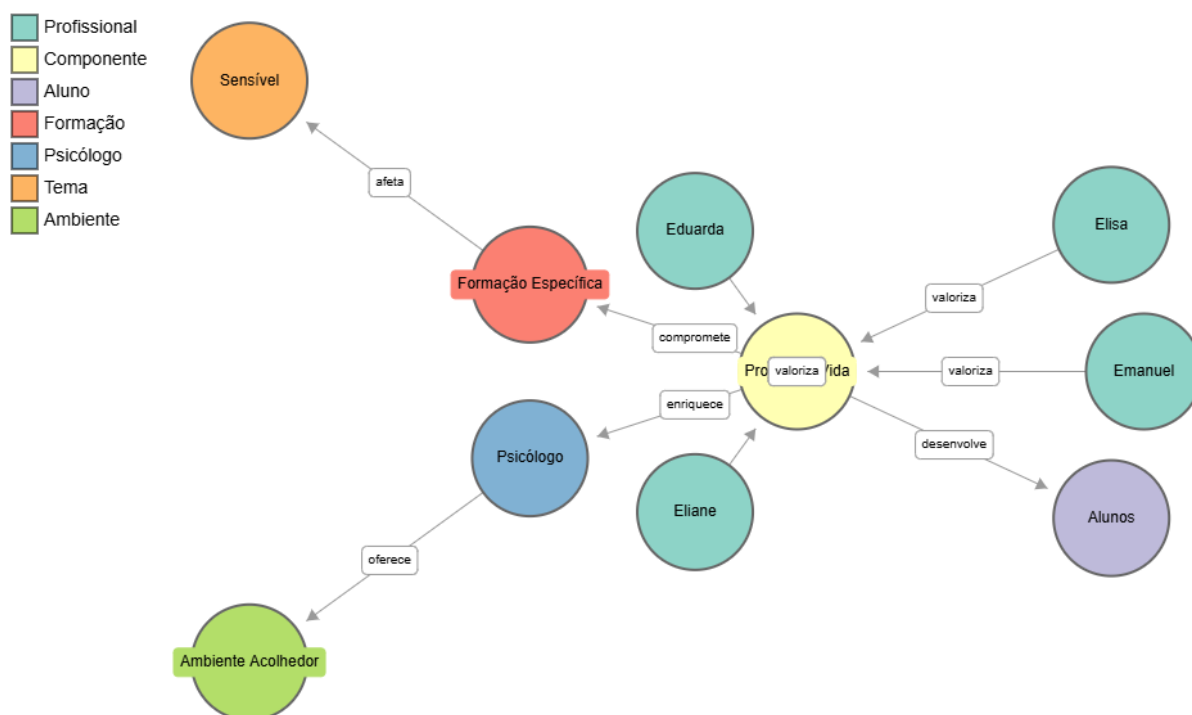 Profissional
Componente
Aluno
Formação
Psicólogo
Tema
Ambiente
Sensível
afeta
Eduarda
Elisa
Formação Específica
valoriza
compromete
valoriza
Vida
valoriza
Emanuel
enriquece
desenvolve
Psicólogo
Eliane
Alunos
oferece
Ambiente Acolhedor